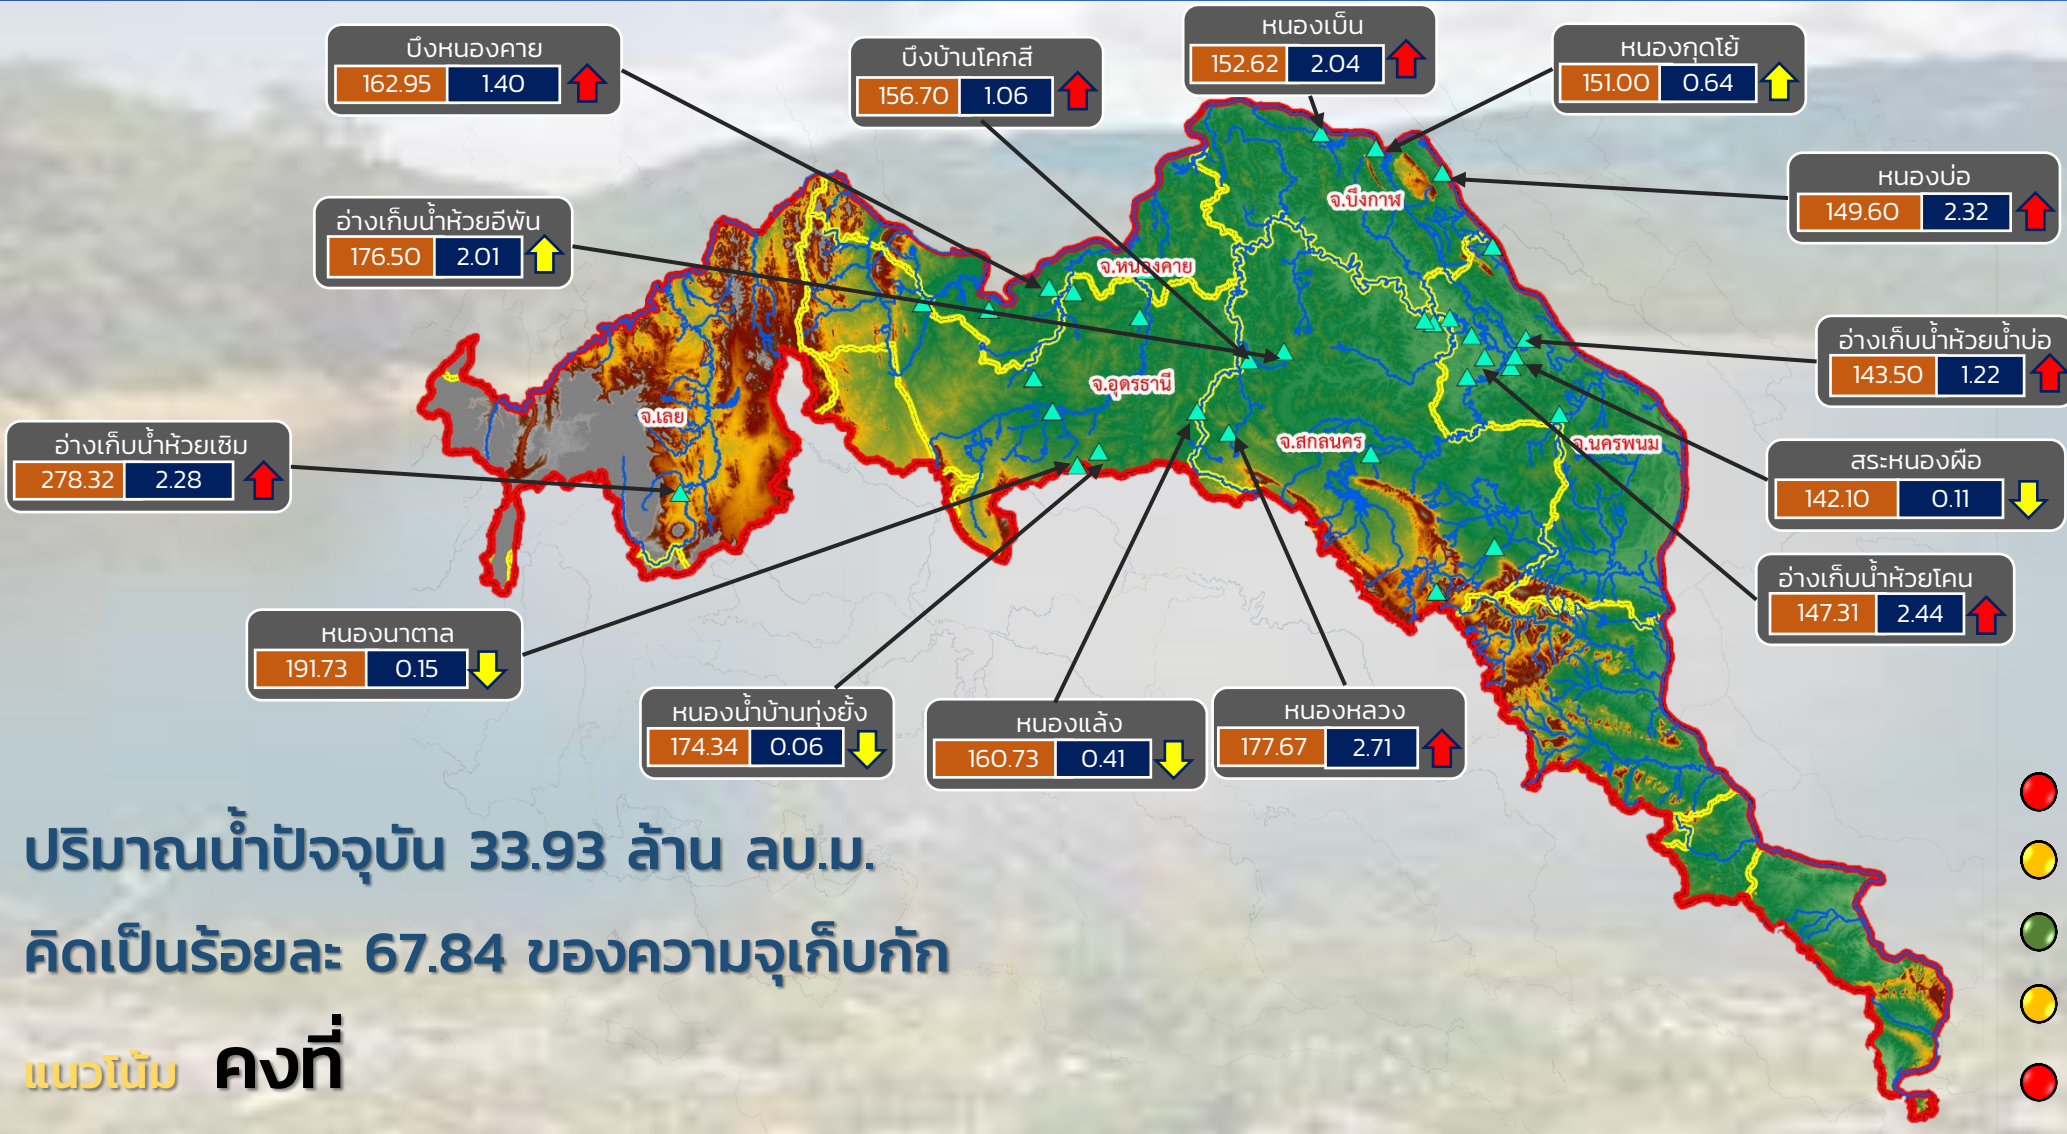 บึงหนองคาย
162.95 1.40
บึงบ้านโคกสี
156.70 1.06
หนองเบ็น
152.62 2.04
หนองกุดโย้
151.00 0.64
หนองบ่อ
149.60 2.32
อ่างเก็บน้ำห้วยอีพัน
176.50 2.01
อ่างเก็บน้ำห้วยน้ำบ่อ
143.50 1.22
อ่างเก็บน้ำห้วยเซิม
278.32 2.28
สระหนองผือ
142.10 0.11
อ่างเก็บน้ำห้วยโคน
147.31 2.44
หนองนาตาล
191.73 0.15
หนองน้ำบ้านทุ่งยั้ง
174.34 0.06
หนองแล้ง
160.73 0.41
หนองหลวง
177.67 2.71
จ.บึงกาฬ
จ.หนองคาย
จ.อุดรธานี
จ.เลย
จ.สกลนคร
จ.นครพนม
ปริมาณน้ำปัจจุบัน 33.93 ล้าน ลบ.ม.
คิดเป็นร้อยละ 67.84 ของความจุเก็บกัก
แนวโน้ม คงที่